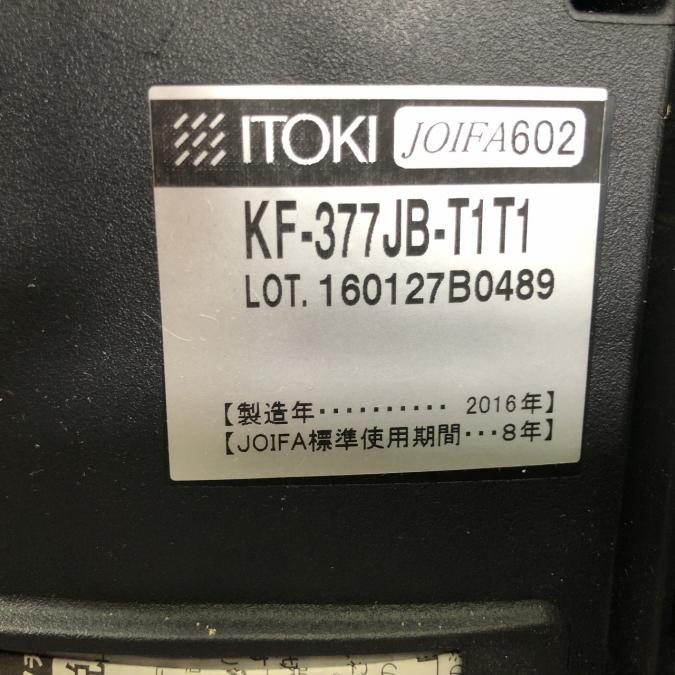 ITOKI JOIFA602
KF-377JB-T1T1
LOT. 160127B0489
【製造年・・・・・・・・・・ 2016年】
【JOIFA標準使用期間・・・8年】